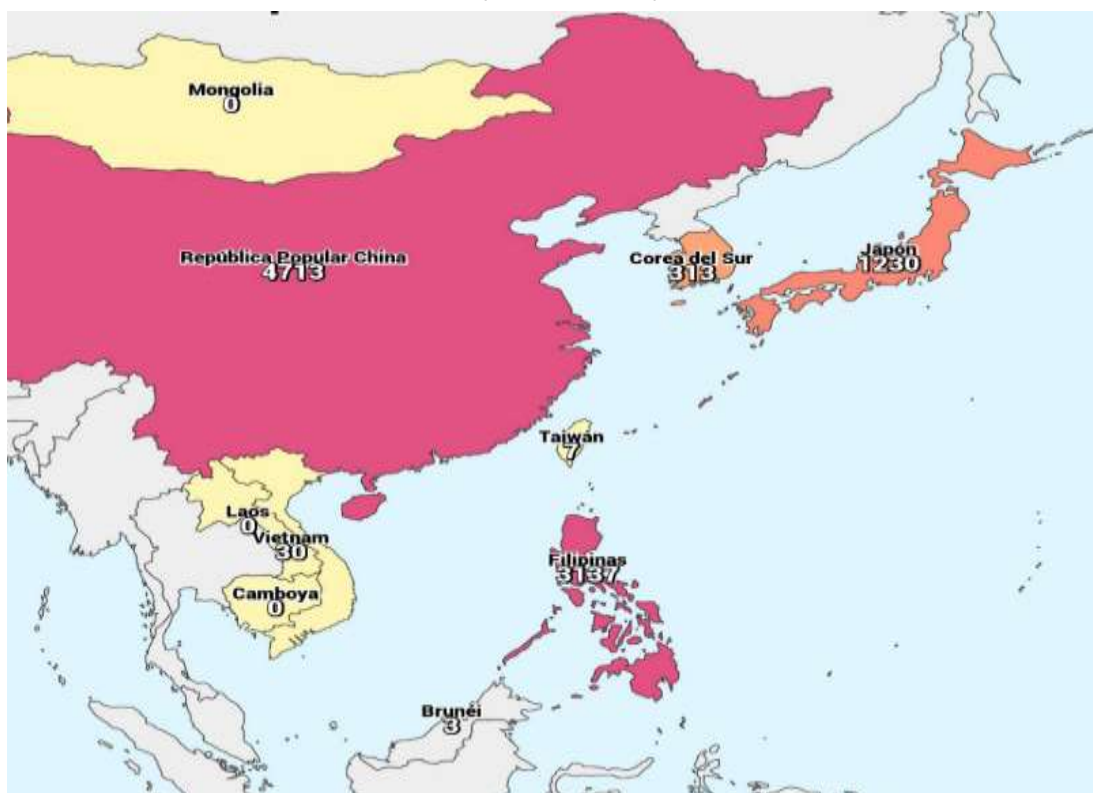 Mongolia
0
República Popular China
4713
Corea del Sur
313
Japón
1230
Taiwán
7
Laos
0
Vietnam
30
Filipinas
3137
Camboya
0
Brunéi
3